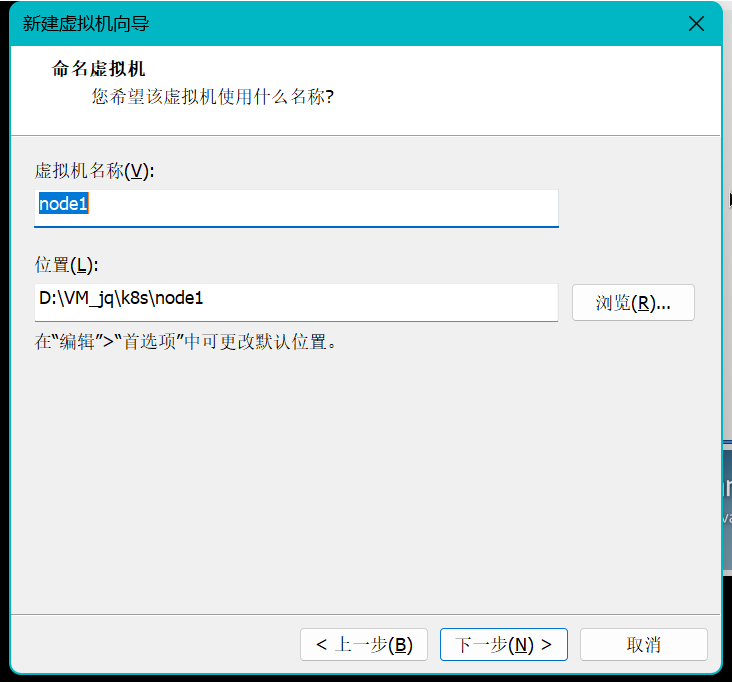 新建虚拟机向导
命名虚拟机
您希望该虚拟机使用什么名称?
虚拟机名称(V):
node1
位置(L):
D:\VM_jq\k8s\node1
浏览(R)...
在“编辑”>“首选项”中可更改默认位置。
< 上一步(B)
下一步(N) >
取消